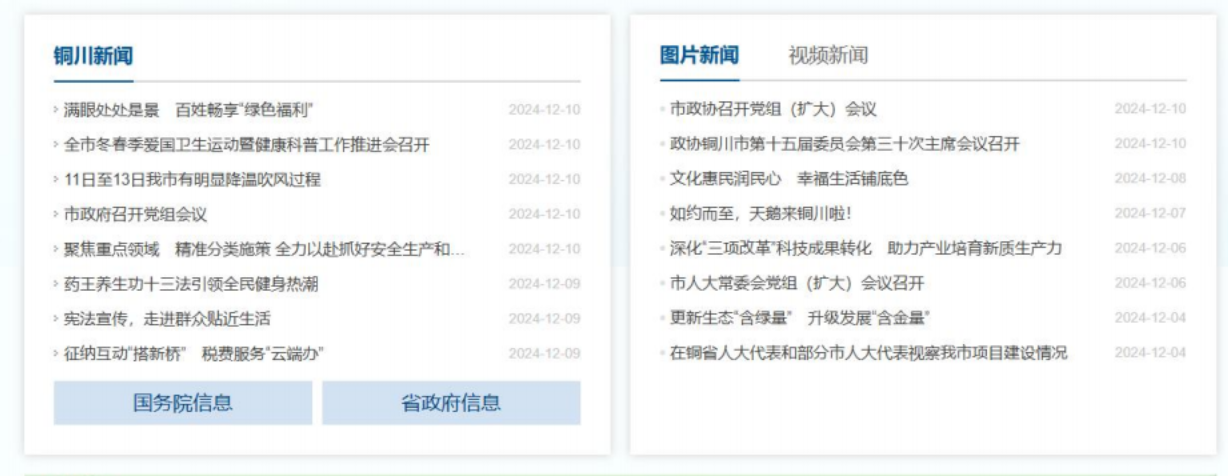 铜川新闻
满眼处处是景　百姓畅享“绿色福利” 2024-12-10
全市冬春季爱国卫生运动暨健康科普工作推进会召开 2024-12-10
11日至13日我市有明显降温吹风过程 2024-12-10
市政府召开党组会议 2024-12-10
聚焦重点领域　精准分类施策 全力以赴抓好安全生产和... 2024-12-10
药王养生功十三法引领全民健身热潮 2024-12-09
宪法宣传，走进群众贴近生活 2024-12-09
征纳互动“搭新桥”　税费服务“云端办” 2024-12-09
国务院信息 省政府信息
图片新闻 视频新闻
市政协召开党组（扩大）会议 2024-12-10
政协铜川市第十五届委员会第三十次主席会议召开 2024-12-10
文化惠民润民心　幸福生活铺底色 2024-12-08
如约而至，天鹅来铜川啦！ 2024-12-07
深化“三项改革”科技成果转化　助力产业培育新质生产力 2024-12-06
市人大常委会党组（扩大）会议召开 2024-12-06
更新生态“含绿量”　升级发展“含金量” 2024-12-04
在铜省人大代表和部分市人大代表视察我市项目建设情况 2024-12-04